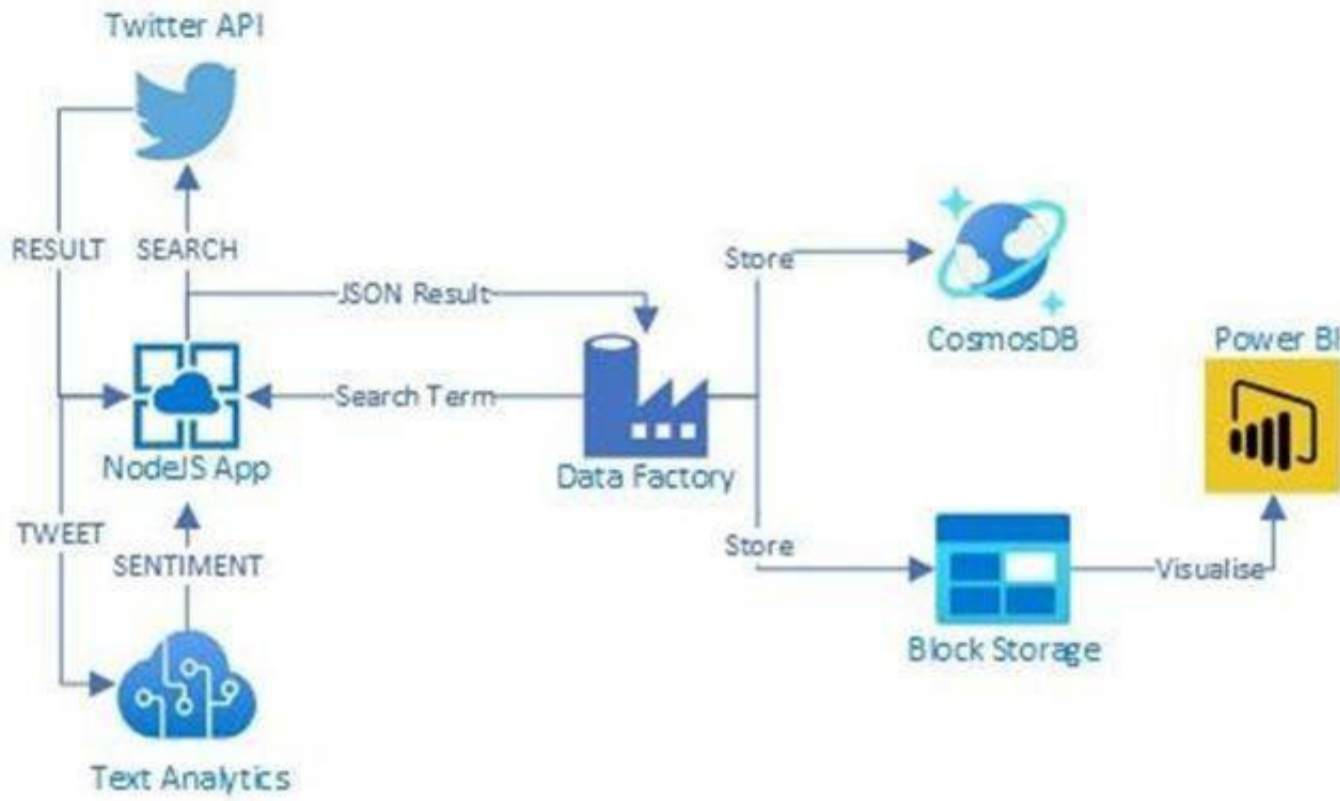 Twitter API
RESULT
SEARCH
JSON Result
Store
CosmosDB
Power BI
Search Term
NodeJS App
Data Factory
TWEET
SENTIMENT
Store
Visualise
Block Storage
Text Analytics